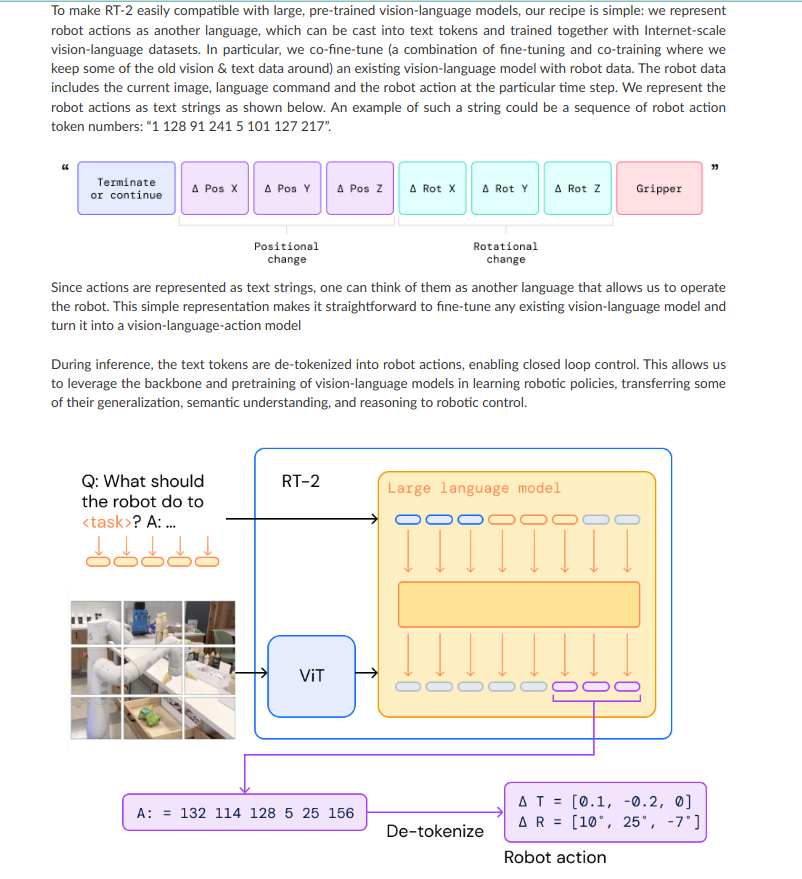 To make RT-2 easily compatible with large, pre-trained vision-language models, our recipe is simple: we represent
robot actions as another language, which can be cast into text tokens and trained together with Internet-scale
vision-language datasets. In particular, we co-fine-tune (a combination of fine-tuning and co-training where we
keep some of the old vision & text data around) an existing vision-language model with robot data. The robot data
includes the current image, language command and the robot action at the particular time step. We represent the
robot actions as text strings as shown below. An example of such a string could be a sequence of robot action
token numbers: “1 128 91 241 5 101 127 217”.
“ Terminate or continue Δ Pos X Δ Pos Y Δ Pos Z Δ Rot X Δ Rot Y Δ Rot Z Gripper ”
Positional change
Rotational change
Since actions are represented as text strings, one can think of them as another language that allows us to operate
the robot. This simple representation makes it straightforward to fine-tune any existing vision-language model and
turn it into a vision-language-action model
During inference, the text tokens are de-tokenized into robot actions, enabling closed loop control. This allows us
to leverage the backbone and pretraining of vision-language models in learning robotic policies, transferring some
of their generalization, semantic understanding, and reasoning to robotic control.
Q: What should
the robot do to
<task>? A: ...
RT-2
Large language model
ViT
A: = 132 114 128 5 25 156
De-tokenize
Δ T = [0.1, -0.2, 0]
Δ R = [10°, 25°, -7°]
Robot action